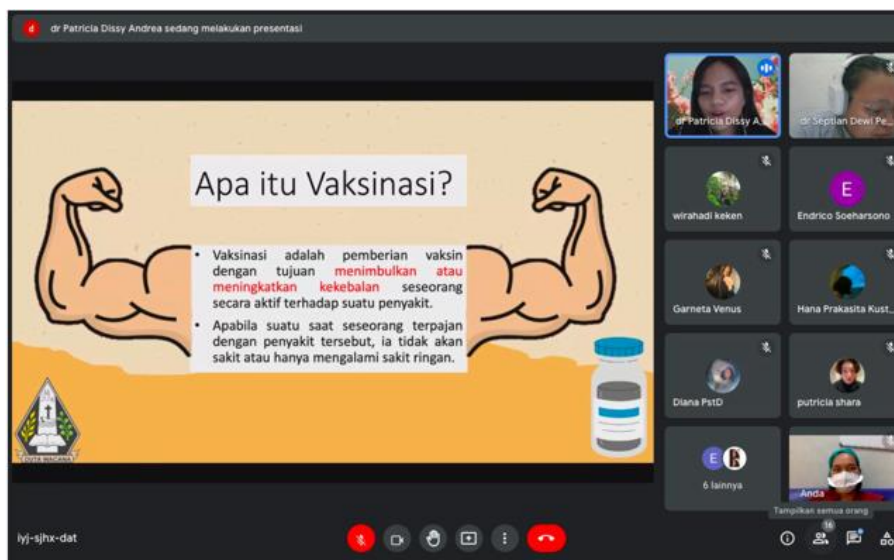 d
dr Patricia Dissy Andrea sedang melakukan presentasi
Apa itu Vaksinasi?
• Vaksinasi adalah pemberian vaksin
dengan tujuan menimbulkan atau
meningkatkan kekebalan seseorang
secara aktif terhadap suatu penyakit.
• Apabila suatu saat seseorang terpajan
dengan penyakit tersebut, ia tidak akan
sakit atau hanya mengalami sakit ringan.
DUTA WACANA
dr Patricia Dissy A...
dr Septian Dewi Pe...
wirahadi keken
E
Endrico Soeharsono
Garneta Venus
Hana Prakasita Kust...
Diana PstD
putricia shara
E
6 lainnya
Anda
Tampilkan semua orang
iyj-sjhx-dat
16